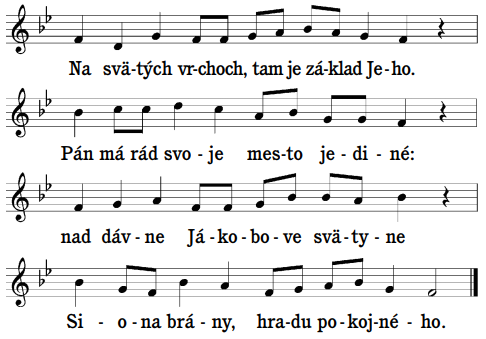 Na svä-tých vr-choch, tam je zá-klad Je-ho.
Pán má rád svo-je mes-to je-di-né:
nad dáv-ne Já-ko-bo-ve svä-ty-ne
Si-o-na brá-ny, hra-du po-koj-né-ho.